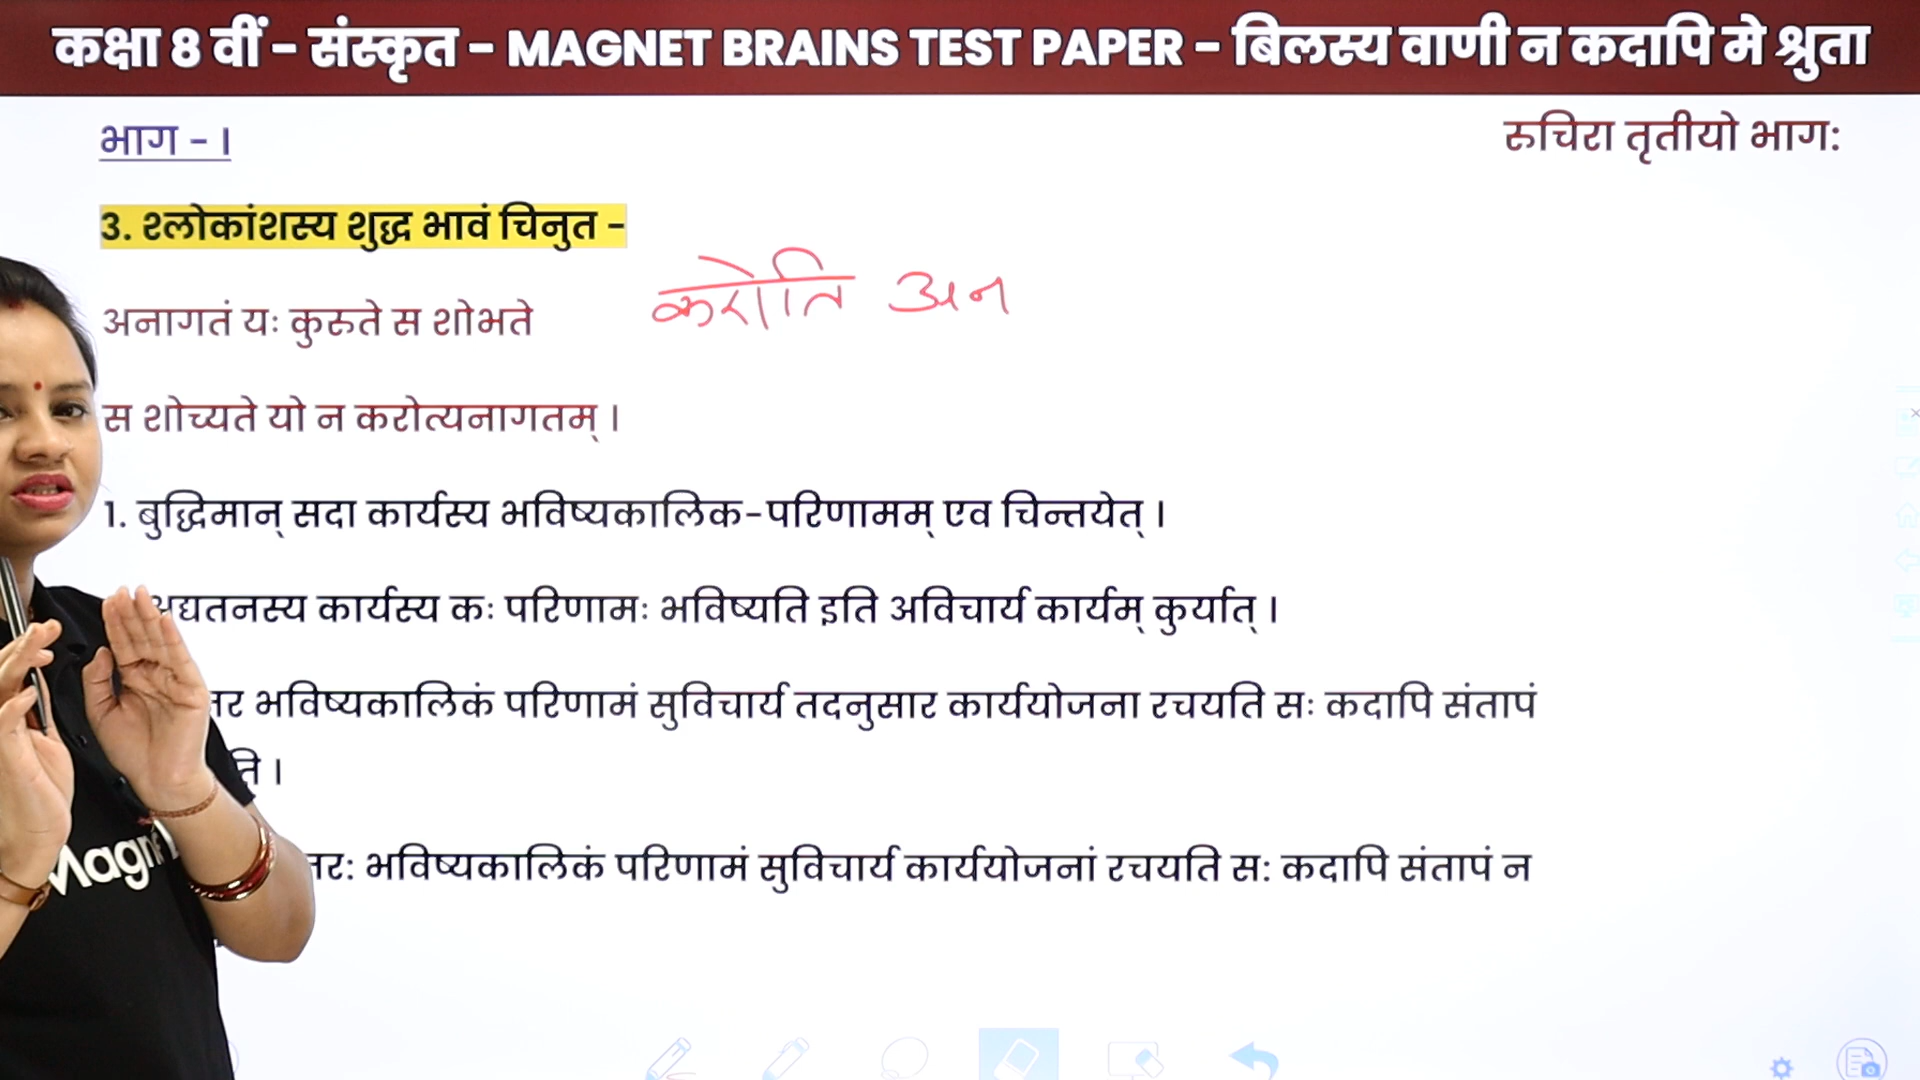 कक्षा 8 वीं - संस्कृत - MAGNET BRAINS TEST PAPER - बिलस्य वाणी न कदापि मे श्रुता
भाग - I
रुचिरा तृतीयो भाग:
3. श्लोकांशस्य शुद्ध भावं चिनुत -
करोति अन
अनागतं यः कुरुते स शोभते
स शोच्यते यो न करोत्यनागतम् ।
1. बुद्धिमान् सदा कार्यस्य भविष्यकालिक-परिणामम् एव चिन्तयेत् ।
अद्यतनस्य कार्यस्य कः परिणामः भविष्यति इति अविचार्य कार्यम् कुर्यात् ।
भविष्यकालिकं परिणामं सुविचार्य तदनुसार कार्ययोजना रचयति सः कदापि संतापं
।
भविष्यकालिकं परिणामं सुविचार्य कार्ययोजनां रचयति स: कदापि संतापं न
Magn